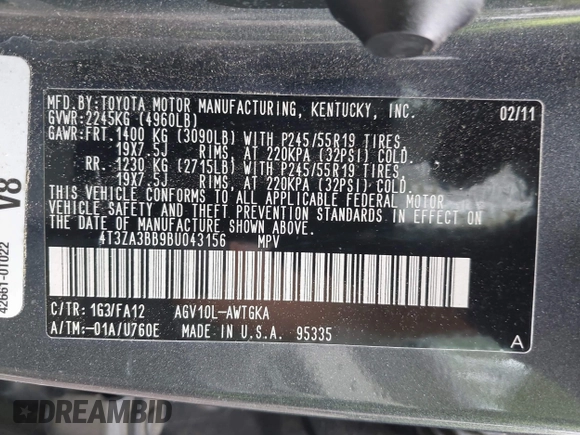 MFD.BY:TOYOTA MOTOR MANUFACTURING, KENTUCKY, INC. 02/11
GVWR:2245KG (4960LB)
GAWR:FRT. 1400 KG (3090LB) WITH P245/55R19 TIRES,
19X7.5J RIMS, AT 220KPA (32PSI) COLD.
RR. 1230 KG (2715LB) WITH P245/55R19 TIRES,
19X7.5J RIMS, AT 220KPA (32PSI) COLD.
THIS VEHICLE CONFORMS TO ALL APPLICABLE FEDERAL MOTOR
VEHICLE SAFETY AND THEFT PREVENTION STANDARDS IN EFFECT ON
THE DATE OF MANUFACTURE SHOWN ABOVE.
4T3ZA3BB9BU043156 MPV
C/TR: 1G3/FA12 AGV10L-AWTGKA
A/TM:-01A/U760E MADE IN U.S.A. 95335 A
V8
42661-0T022
DREAMBID